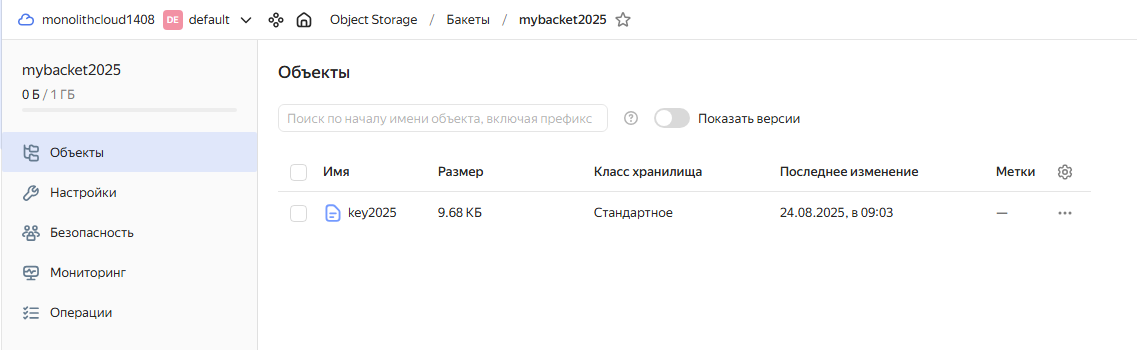 monolithcloud1408 DE default Object Storage / Бакеты / mybacket2025
mybacket2025
0 Б / 1 ГБ
Объекты
Настройки
Безопасность
Мониторинг
Операции
Объекты
Поиск по началу имени объекта, включая префикс ? Показать версии
Имя Размер Класс хранилища Последнее изменение Метки
key2025 9.68 КБ Стандартное 24.08.2025, в 09:03 —